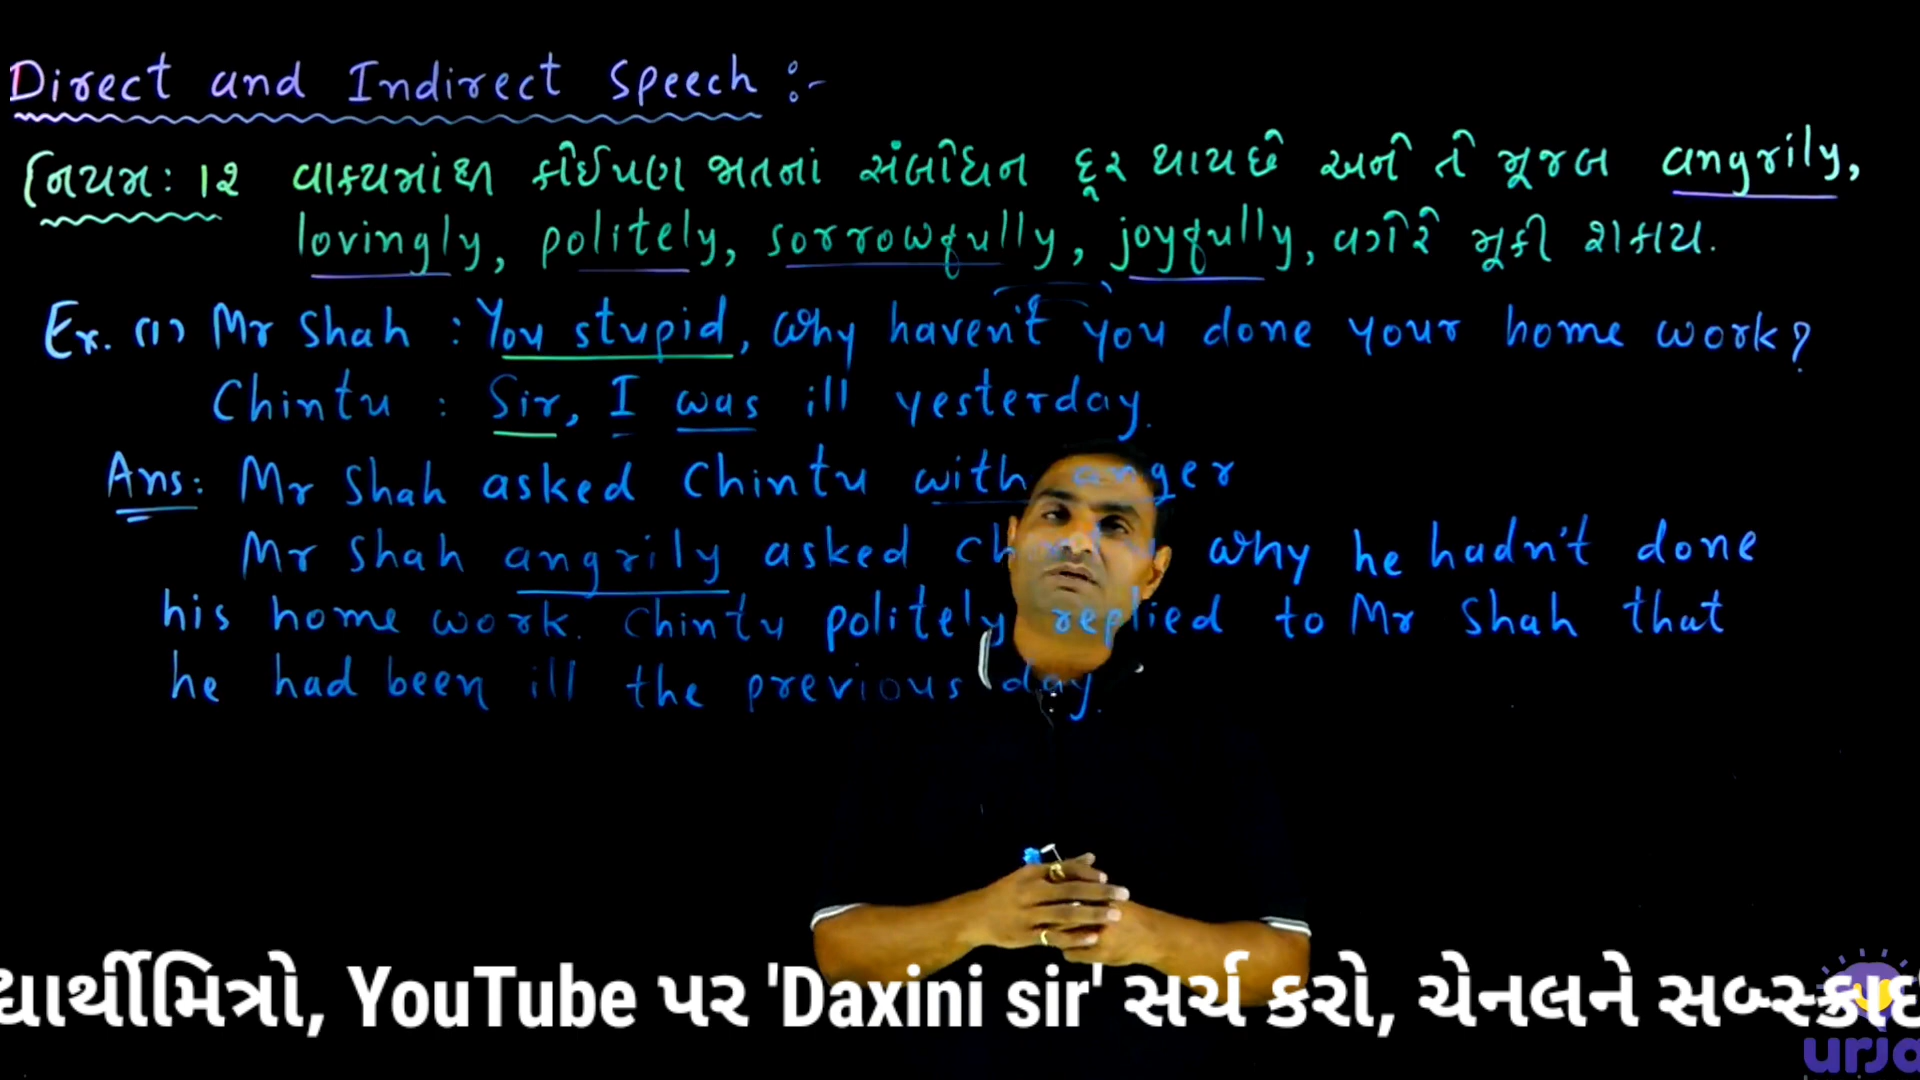 Direct and Indirect Speech :-
નિયમ: 12 વાક્યમાંથી કોઈપણ જાતનાં સંબોધન દૂર થાય છે અને તે મૂજબ angrily,
lovingly, politely, sorrowfully, joyfully, વગેરે મૂકી શકાય.
Ex. (1) Mr Shah : You stupid, why haven't you done your home work?
Chintu : Sir, I was ill yesterday.
Ans: Mr Shah asked Chintu with anger
Mr Shah angrily asked why he hadn't done
his home work. Chintu politely replied to Mr Shah that
he had been ill the previous day.
YouTube પર 'Daxini sir' સર્ચ કરો, ચેનલને